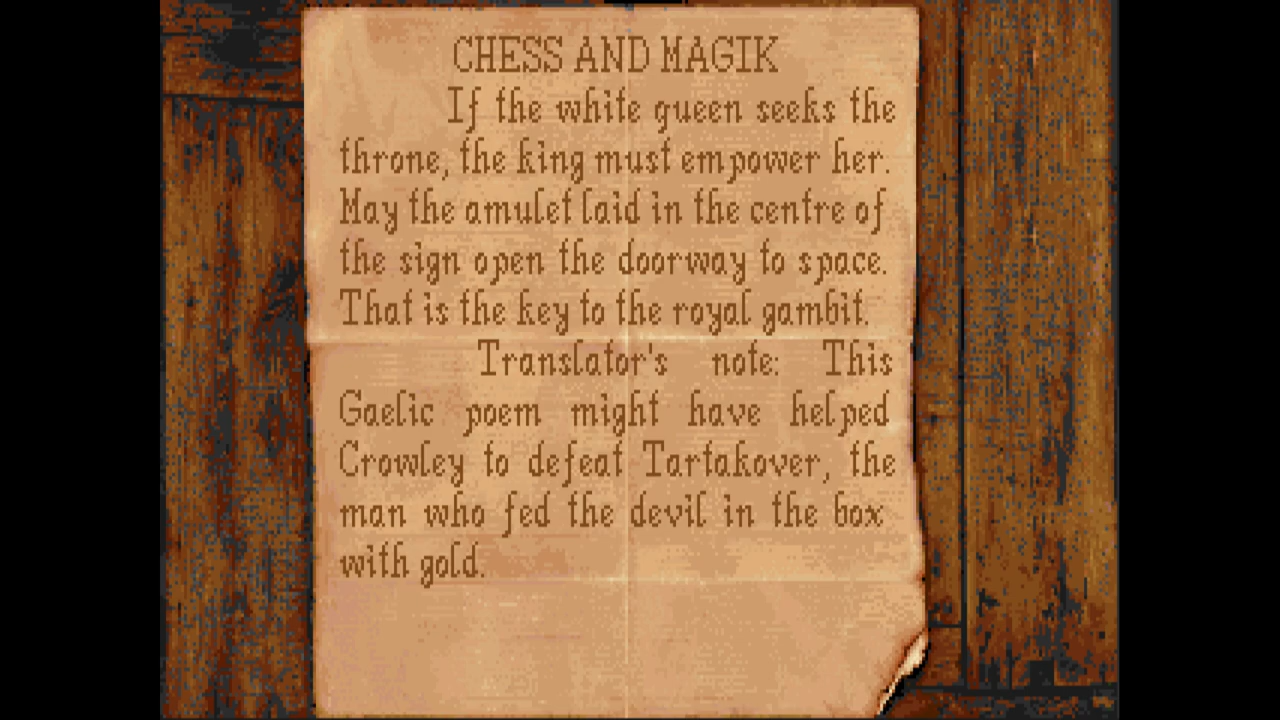 CHESS AND MAGIK
If the white queen seeks the
throne, the king must empower her.
May the amulet laid in the centre of
the sign open the doorway to space.
That is the key to the royal gambit.
Translator's note: This
Gaelic poem might have helped
Crowley to defeat Tartakover, the
man who fed the devil in the box
with gold.